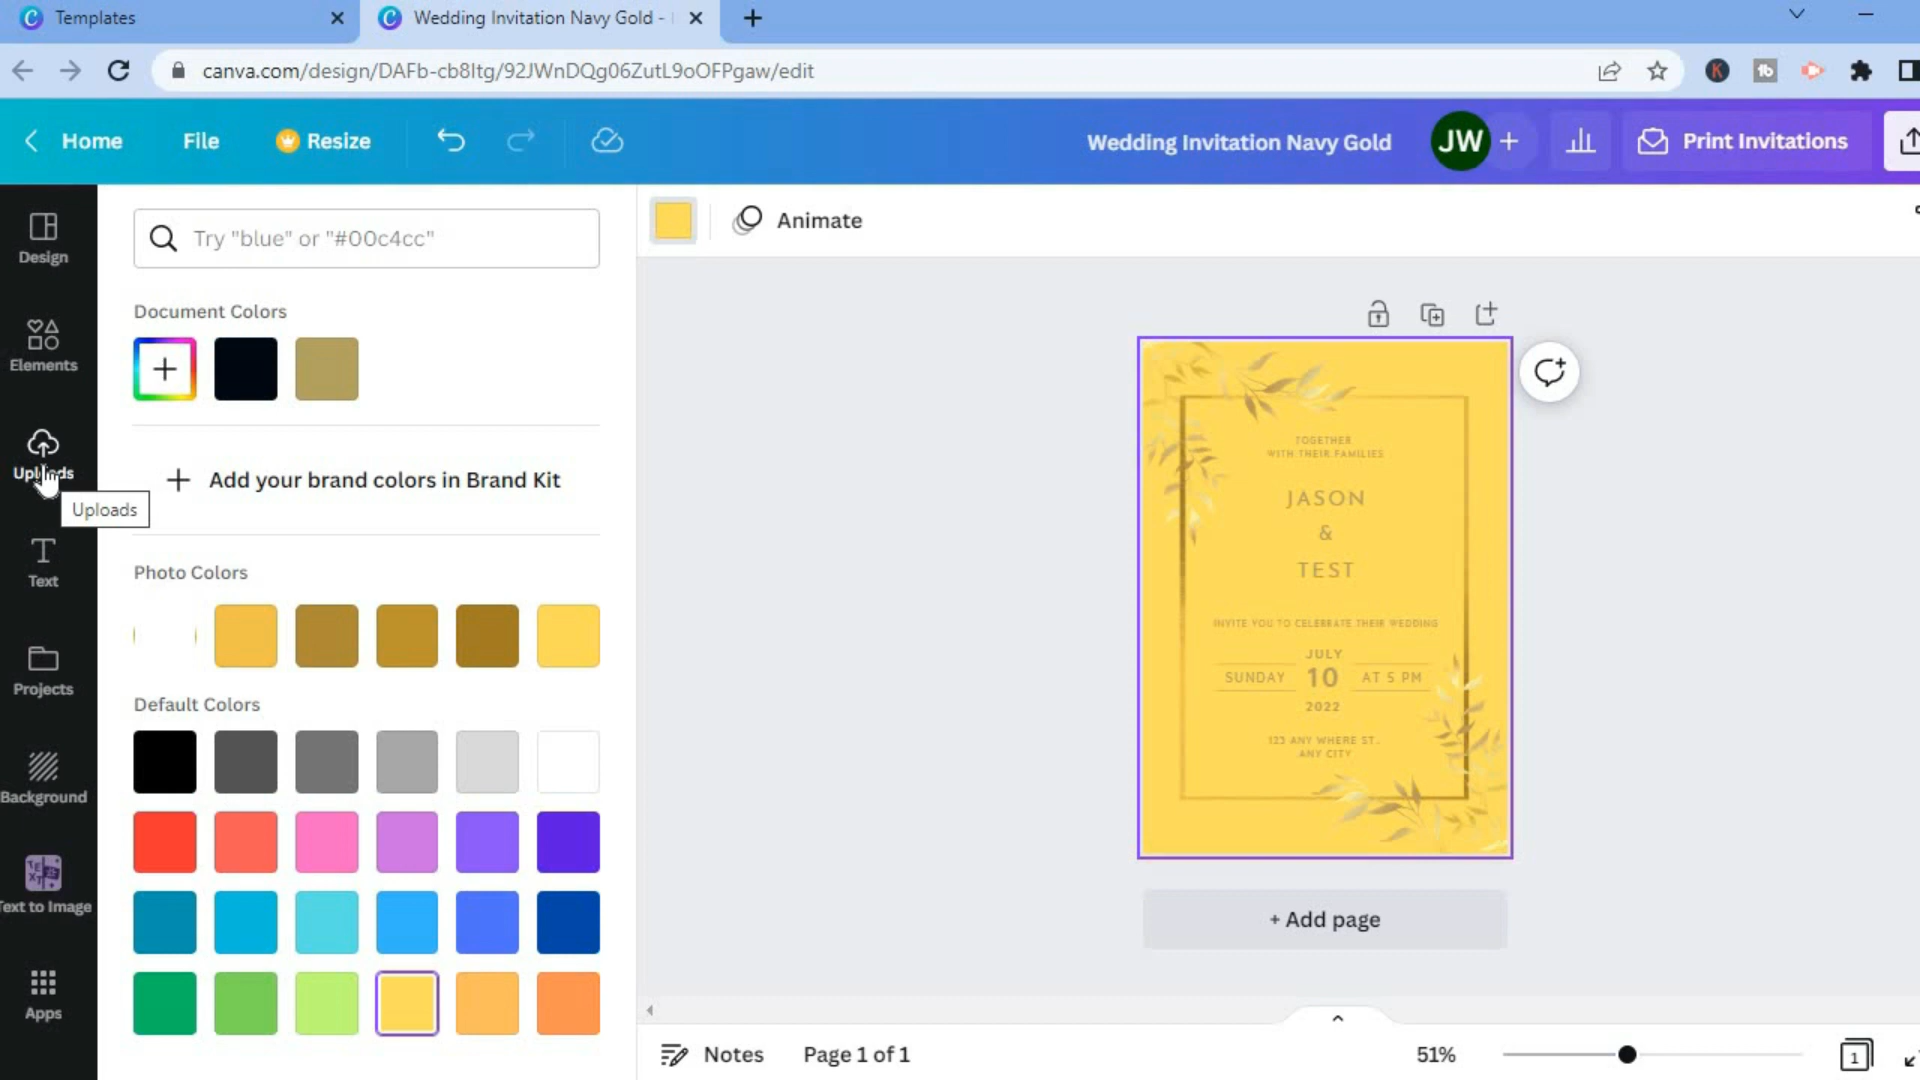 Templates
Wedding Invitation Navy Gold -
canva.com/design/DAFb-cb8Itg/92JWnDQg06ZutL9oOFPgaw/edit
Home
File
Resize
Wedding Invitation Navy Gold
JW
Print Invitations
Design
Elements
Uploads
Uploads
Text
Projects
Background
Text to Image
Apps
Try "blue" or "#00c4cc"
Document Colors
+ Add your brand colors in Brand Kit
Photo Colors
Default Colors
Animate
TOGETHER
WITH THEIR FAMILIES
JASON
&
TEST
INVITE YOU TO CELEBRATE THEIR WEDDING
JULY
SUNDAY 10 AT 5 PM
2022
123 ANY WHERE ST.
ANY CITY
+ Add page
Notes
Page 1 of 1
51%
1